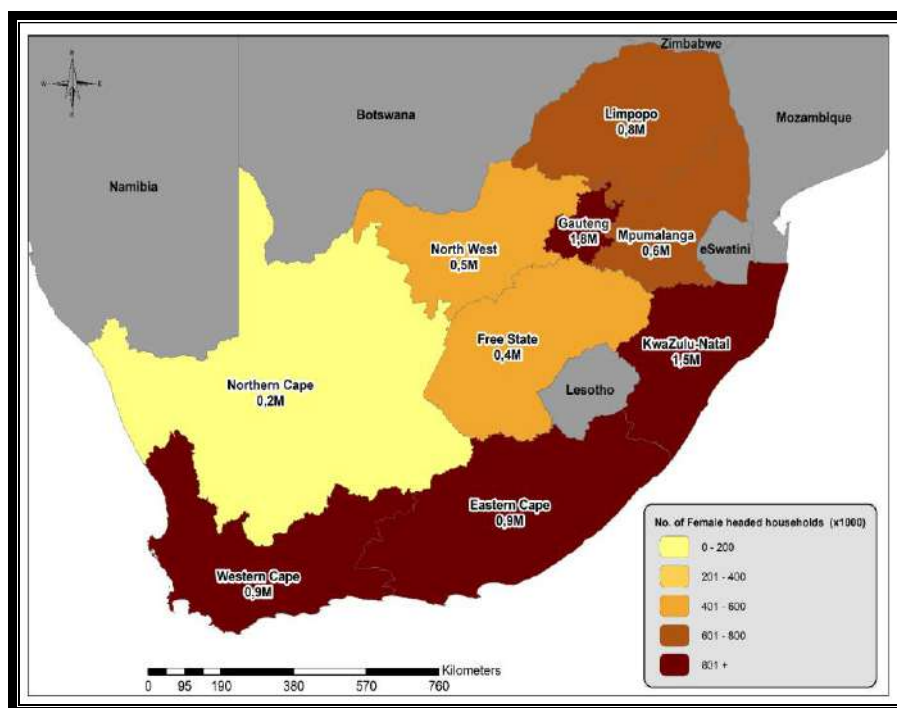 N
W
E
S
Zimbabwe
Botswana
Mozambique
Namibia
Limpopo
0,8M
Gauteng
1,8M
Mpumalanga
0,6M
eSwatini
North West
0,5M
Free State
0,4M
KwaZulu-Natal
1,5M
Lesotho
Northern Cape
0,2M
Eastern Cape
0,9M
Western Cape
0,9M
No. of Female headed households (x1000)
0 - 200
201 - 400
401 - 600
601 - 800
801 +
Kilometers
0 95 190 380 570 760